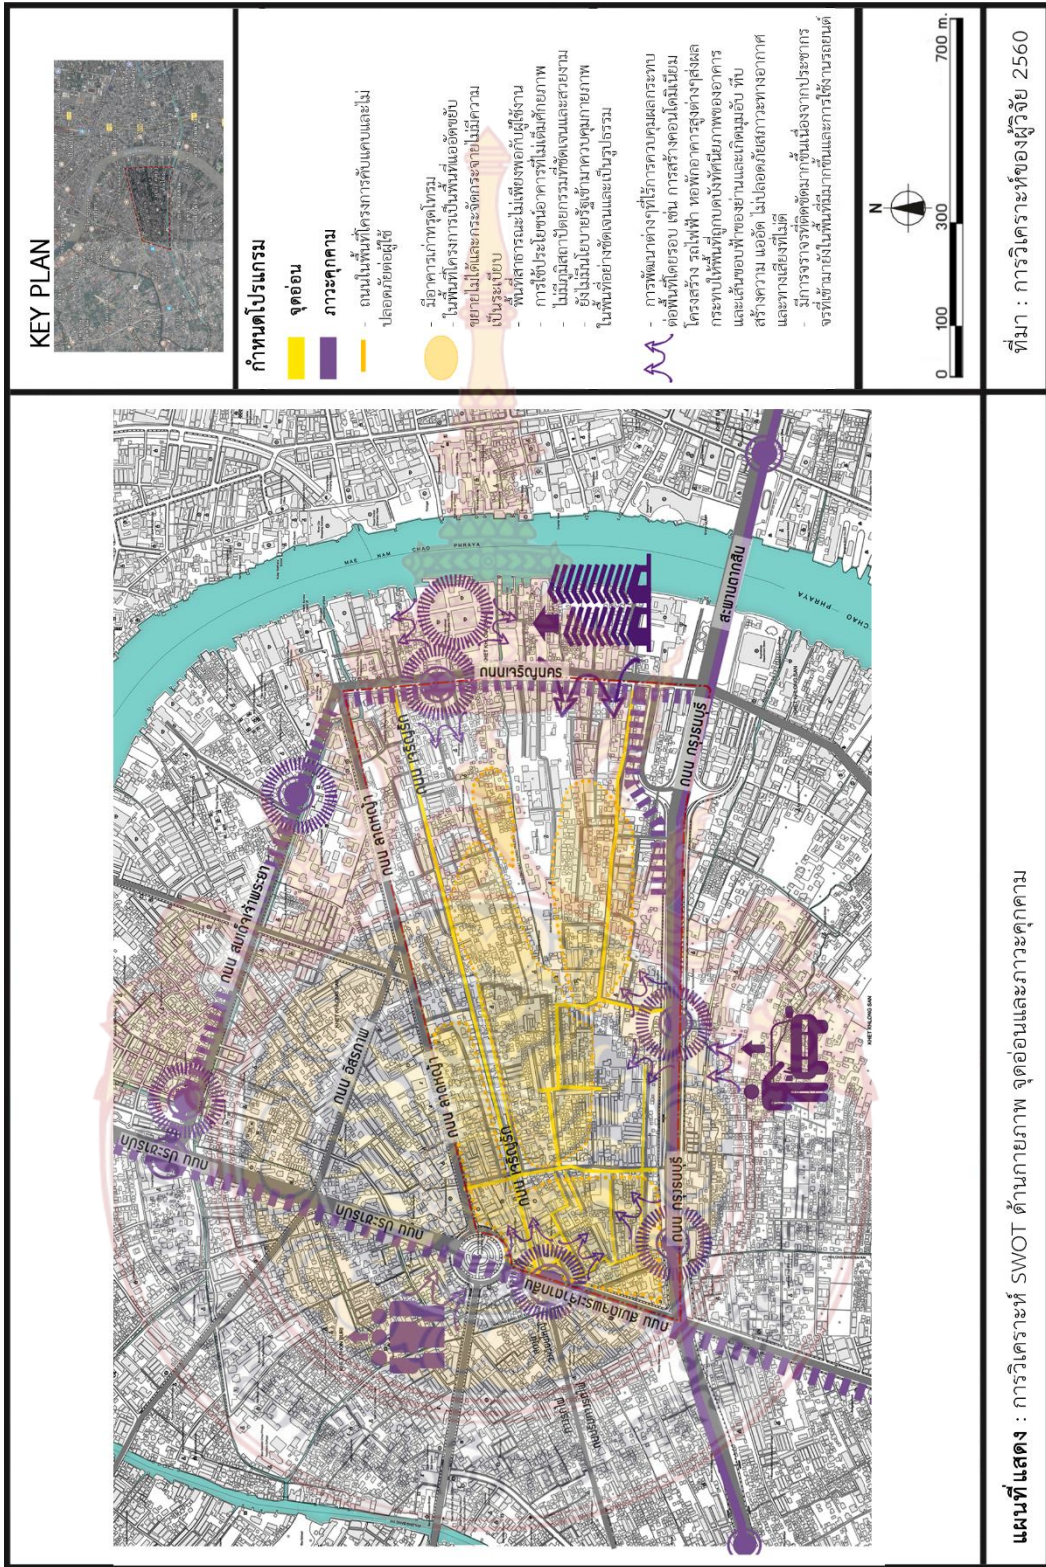 KEY PLAN
กำหนดโปรแกรม
จุดอ่อน
ภาวะคุกคาม
- ถนนในพื้นที่โครงการคับแคบและไม่
ปลอดภัยต่อผู้ใช้
- มีอาคารเก่าทรุดโทรม
- ในพื้นที่โครงการเป็นพื้นที่แออัดขยับ
ขยายไม่ได้และกระจัดกระจายไม่มีความ
เป็นระเบียบ
- พื้นที่สาธารณะไม่เพียงพอกับผู้ใช้งาน
- การใช้ประโยชน์อาคารที่ไม่เต็มศักยภาพ
- ไม่มีภูมิสถาปัตยกรรมที่ชัดเจนและสวยงาม
- ยังไม่มีนโยบายรัฐเข้ามาควบคุมกายภาพ
ในพื้นที่อย่างชัดเจนและเป็นรูปธรรม
- การพัฒนาต่างๆที่ไร้การควบคุมผลกระทบ
ต่อพื้นที่โดยรอบ เช่น การสร้างคอนโดมิเนียม
โครงสร้าง รถไฟฟ้า หอพักอาคารสูงต่างๆส่งผล
กระทบให้พื้นที่ถูกบดบังทัศนียภาพของอาคาร
และเส้นขอบฟ้าของย่านและเกิดมุมอับ ทึบ
สร้างความ แออัด ไม่ปลอดภัยสภาวะทางอากาศ
และทางเสียงที่ไม่ดี
- มีการจราจรที่ติดขัดมากขึ้นเนื่องจากประชากร
จรที่เข้ามายังในพื้นที่มีมากขึ้นและการใช้งานรถยนต์
N
0 100 300 700 m.
ที่มา : การวิเคราะห์ของผู้วิจัย 2560
MAE NAM CHAO PHRAYA
CHAO PHRAYA
สะพานตากสิน
ถนนเจริญนคร
ถนน กรุงธนบุรี
ถนน สมเด็จเจ้าพระยา
ถนน ลาดหญ้า
ถนน เจริญรัถ
ถนน อิสรภาพ
ถนน ลาดหญ้า
ถนน เจริญรัถ
ถนน กรุงธนบุรี
ถนน ประชาธิปก
ถนน ประชาธิปก
ถนน สมเด็จพระเจ้าตากสิน
KHET KHLONG SAN
แผนที่แสดง : การวิเคราะห์ SWOT ด้านกายภาพ จุดอ่อนและภาวะคุกคาม